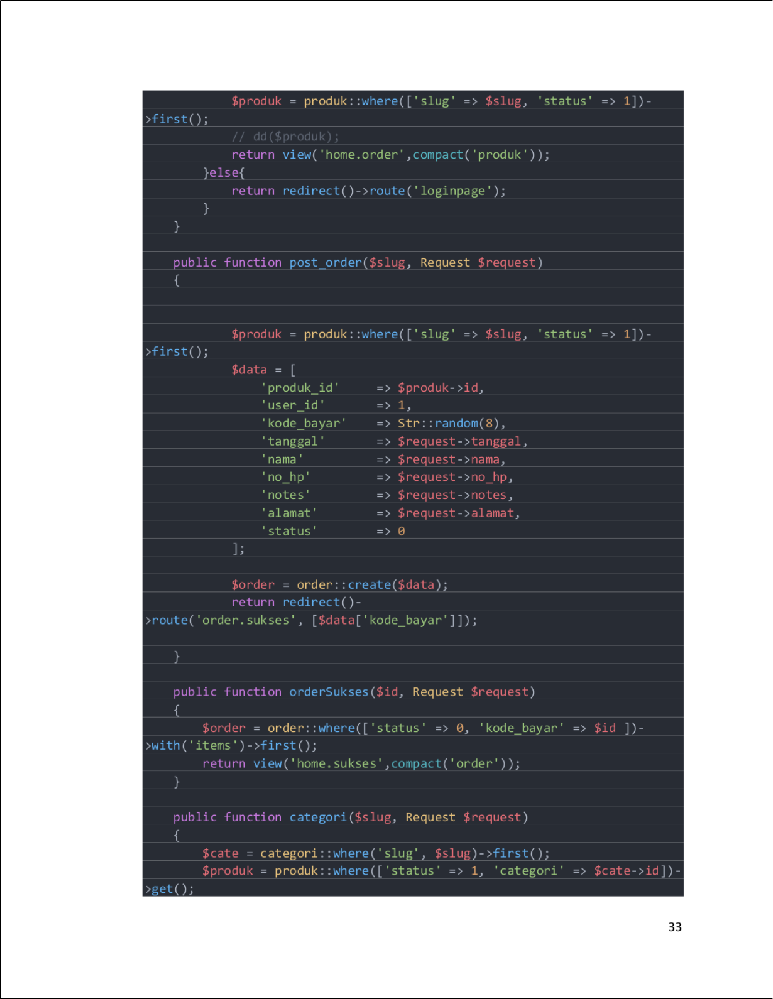 $produk = produk::where(['slug' => $slug, 'status' => 1])-
>first();
            // dd($produk);
            return view('home.order',compact('produk'));
        }else{
            return redirect()->route('loginpage');
        }
    }

    public function post_order($slug, Request $request)
    {


            $produk = produk::where(['slug' => $slug, 'status' => 1])-
>first();
            $data = [
                'produk_id'     => $produk->id,
                'user_id'       => 1,
                'kode_bayar'    => Str::random(8),
                'tanggal'       => $request->tanggal,
                'nama'          => $request->nama,
                'no_hp'         => $request->no_hp,
                'notes'         => $request->notes,
                'alamat'        => $request->alamat,
                'status'        => 0
            ];

            $order = order::create($data);
            return redirect()-
>route('order.sukses', [$data['kode_bayar']]);

    }

    public function orderSukses($id, Request $request)
    {
        $order = order::where(['status' => 0, 'kode_bayar' => $id ])-
>with('items')->first();
        return view('home.sukses',compact('order'));
    }

    public function categori($slug, Request $request)
    {
        $cate = categori::where('slug', $slug)->first();
        $produk = produk::where(['status' => 1, 'categori' => $cate->id])-
>get();
33